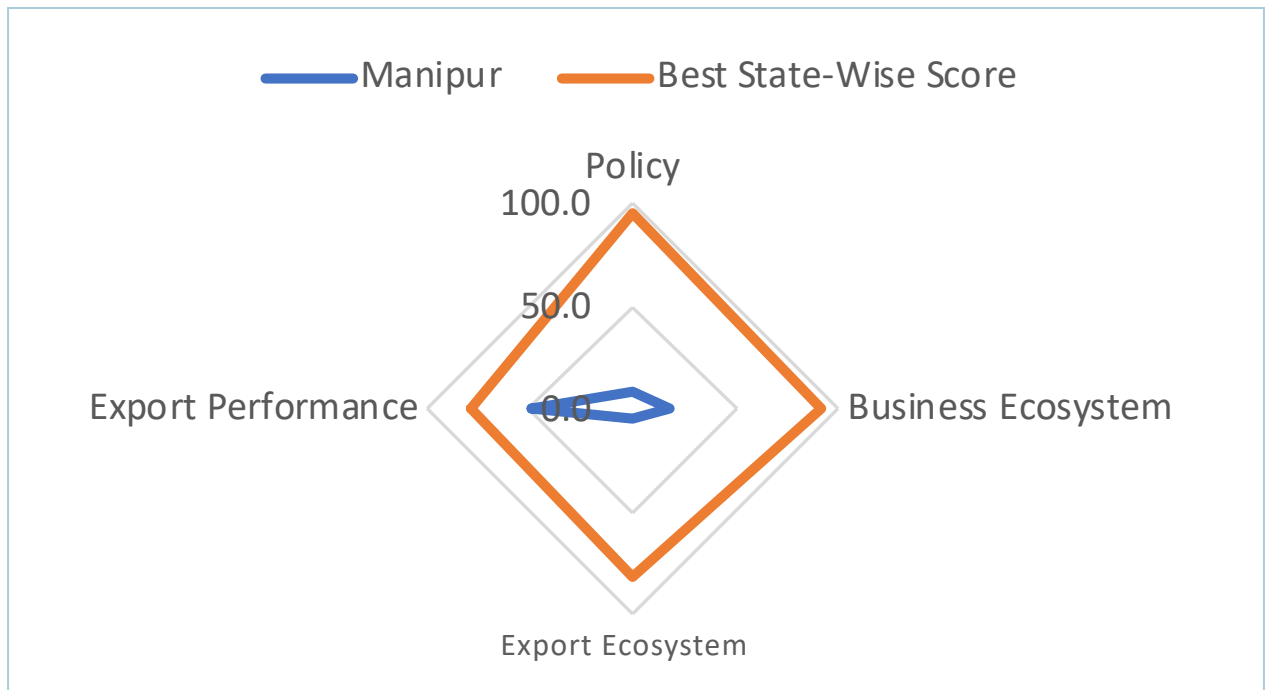 Manipur Best State-Wise Score
Policy
100.0
50.0
Export Performance 0.0 Business Ecosystem
Export Ecosystem